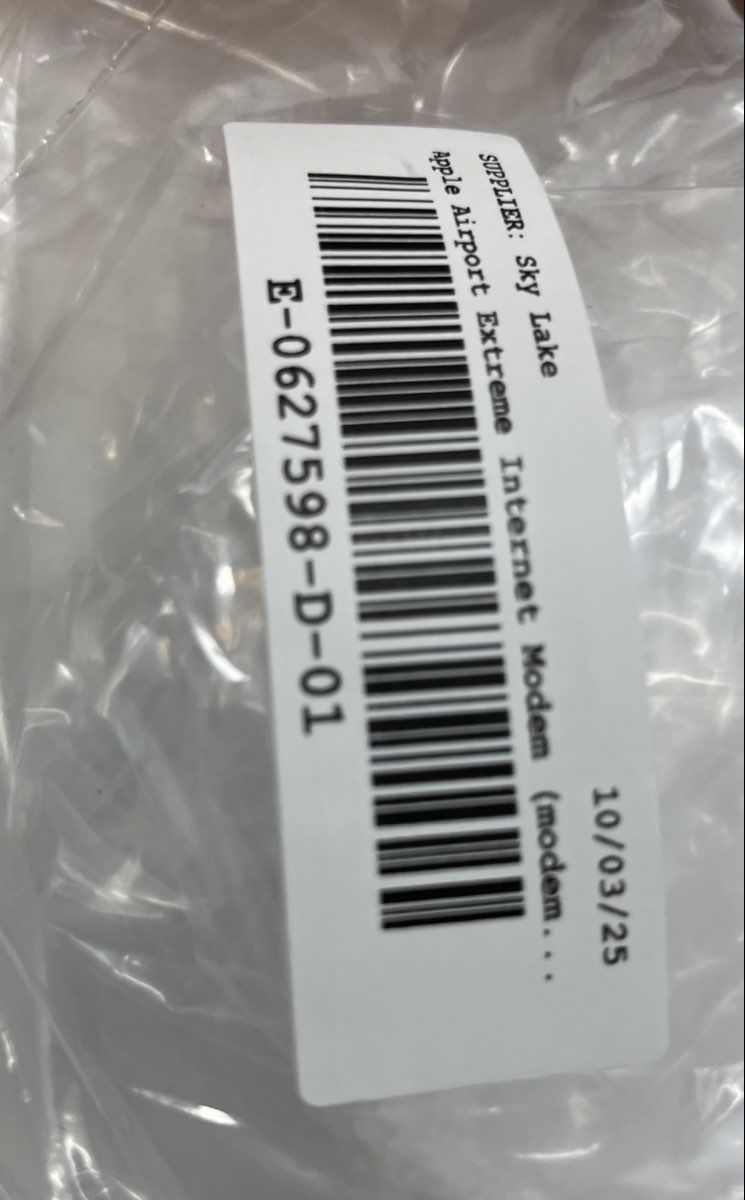 SUPPLIER: Sky Lake
10/03/25
Apple Airport Extreme Internet Modem (modem...
E-0627598-D-01